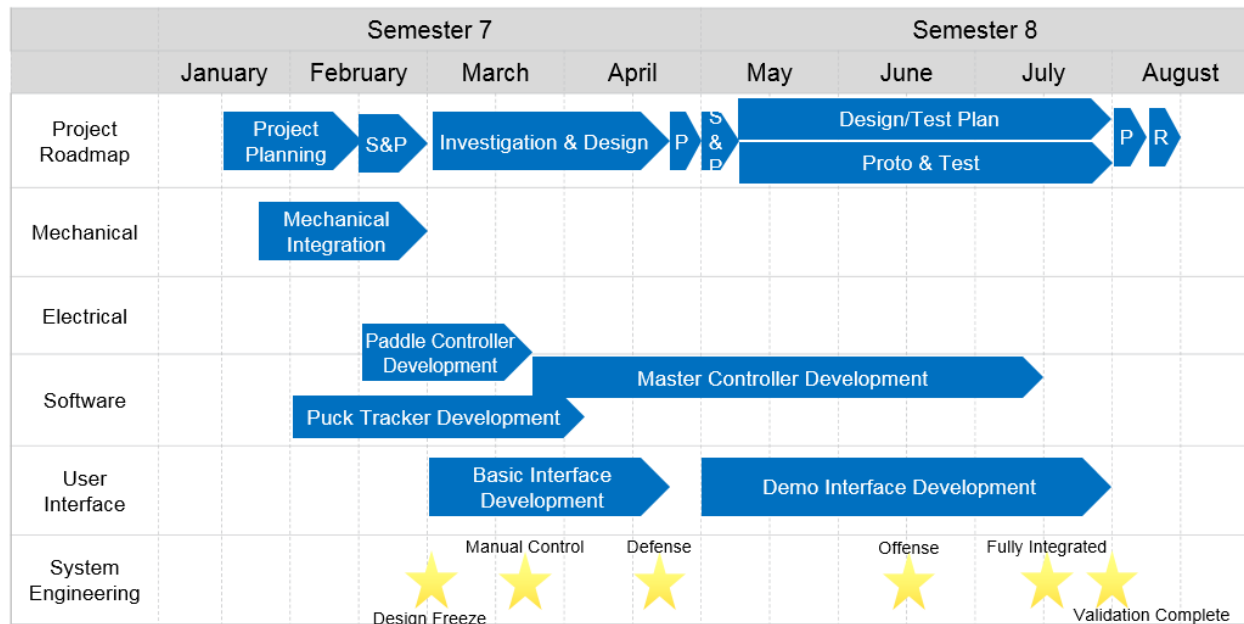 Semester 7
Semester 8
January
February
March
April
May
June
July
August
Project
Roadmap
Project
Planning
S&P
Investigation & Design
P
S
&
P
Design/Test Plan
Proto & Test
P
R
Mechanical
Mechanical
Integration
Electrical
Paddle Controller
Development
Software
Master Controller Development
Puck Tracker Development
User
Interface
Basic Interface
Development
Demo Interface Development
System
Engineering
Manual Control
Defense
Offense
Fully Integrated
Design Freeze
Validation Complete